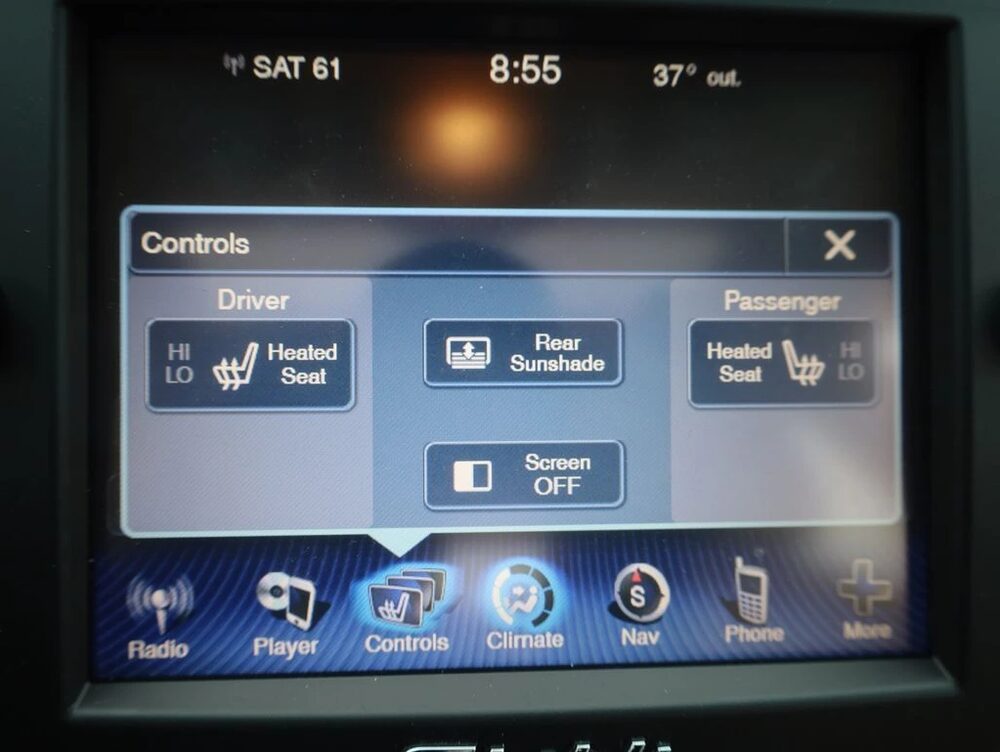 SAT 61 8:55 37° out.
Controls X
Driver Passenger
HI
LO
Heated
Seat
Rear
Sunshade
Heated
Seat
HI
LO
Screen
OFF
S
Radio Player Controls Climate Nav Phone More